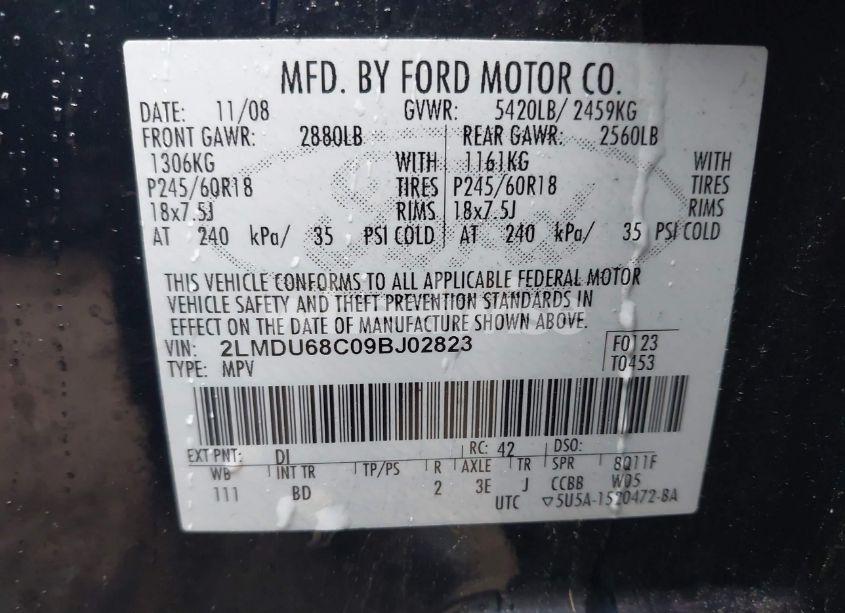 MFD. BY FORD MOTOR CO.
DATE: 11/08 GVWR: 5420LB/ 2459KG
FRONT GAWR: 2880LB REAR GAWR: 2560LB
1306KG WITH 1161KG WITH
P245/60R18 TIRES P245/60R18 TIRES
18x7.5J RIMS 18x7.5J RIMS
AT 240 kPa/ 35 PSI COLD AT 240 kPa/ 35 PSI COLD
THIS VEHICLE CONFORMS TO ALL APPLICABLE FEDERAL MOTOR
VEHICLE SAFETY AND THEFT PREVENTION STANDARDS IN
EFFECT ON THE DATE OF MANUFACTURE SHOWN ABOVE.
VIN: 2LMDU68C09BJ02823 F0123
TYPE: MPV T0453
EXT PNT: DI RC: 42 DSO:
WB INT TR TP/PS R AXLE TR SPR 8Q11F
111 BD 2 3E J CCBB W05
UTC ▽5U5A-1520472-BA